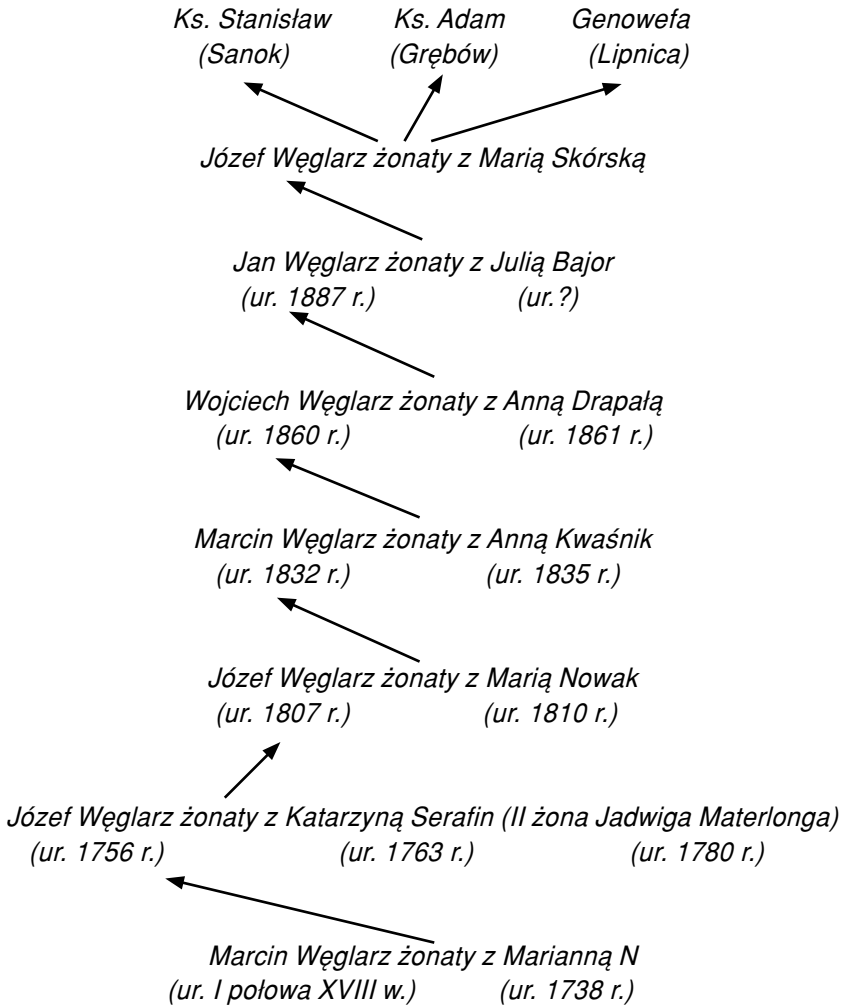 Ks. Stanisław Ks. Adam Genowefa
(Sanok) (Grębów) (Lipnica)
Józef Węglarz żonaty z Marią Skórską
Jan Węglarz żonaty z Julią Bajor
(ur. 1887 r.) (ur.?)
Wojciech Węglarz żonaty z Anną Drapałą
(ur. 1860 r.) (ur. 1861 r.)
Marcin Węglarz żonaty z Anną Kwaśnik
(ur. 1832 r.) (ur. 1835 r.)
Józef Węglarz żonaty z Marią Nowak
(ur. 1807 r.) (ur. 1810 r.)
Józef Węglarz żonaty z Katarzyną Serafin (II żona Jadwiga Materlonga)
(ur. 1756 r.) (ur. 1763 r.) (ur. 1780 r.)
Marcin Węglarz żonaty z Marianną N
(ur. I połowa XVIII w.) (ur. 1738 r.)